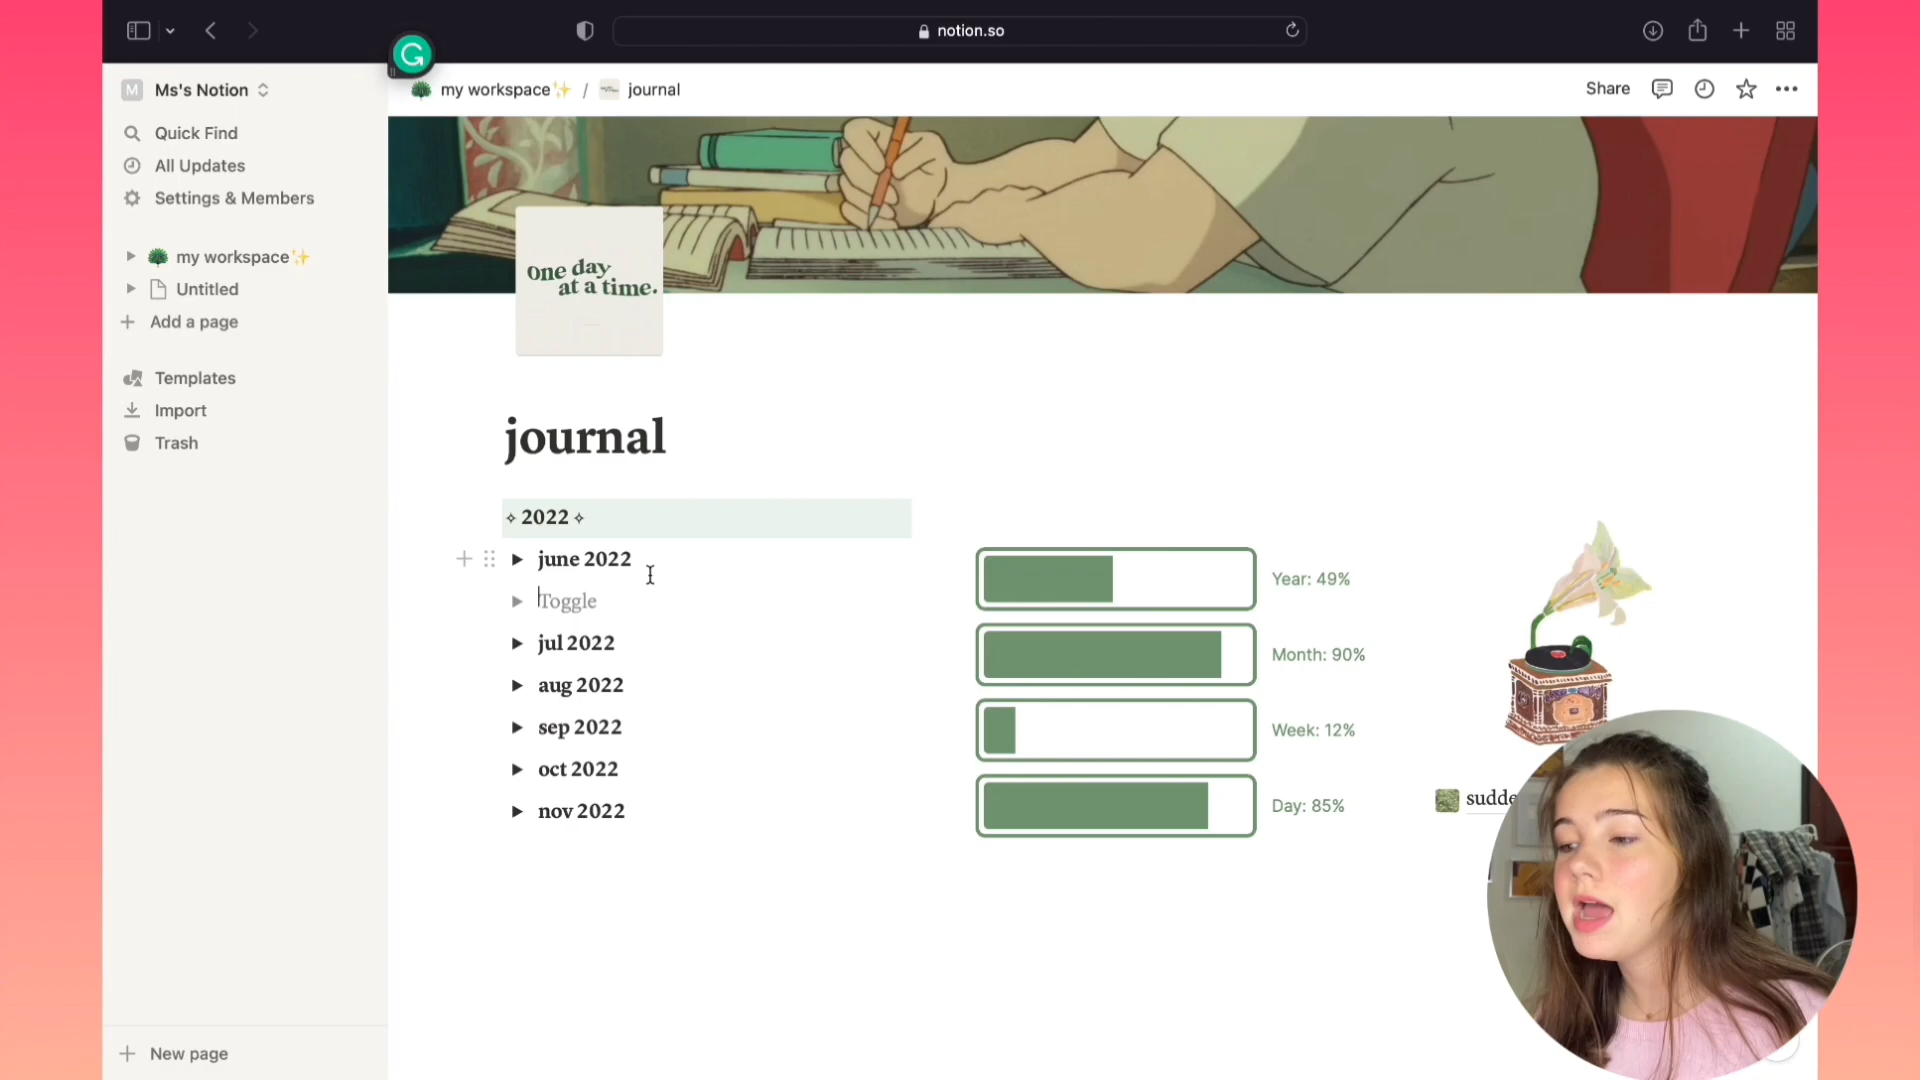 notion.so
Ms's Notion
my workspace✨ / journal
Share
Quick Find
All Updates
Settings & Members
my workspace✨
Untitled
Add a page
Templates
Import
Trash
One day
at a time.
journal
✧ 2022 ✧
june 2022
Toggle
jul 2022
aug 2022
sep 2022
oct 2022
nov 2022
Year: 49%
Month: 90%
Week: 12%
Day: 85%
New page